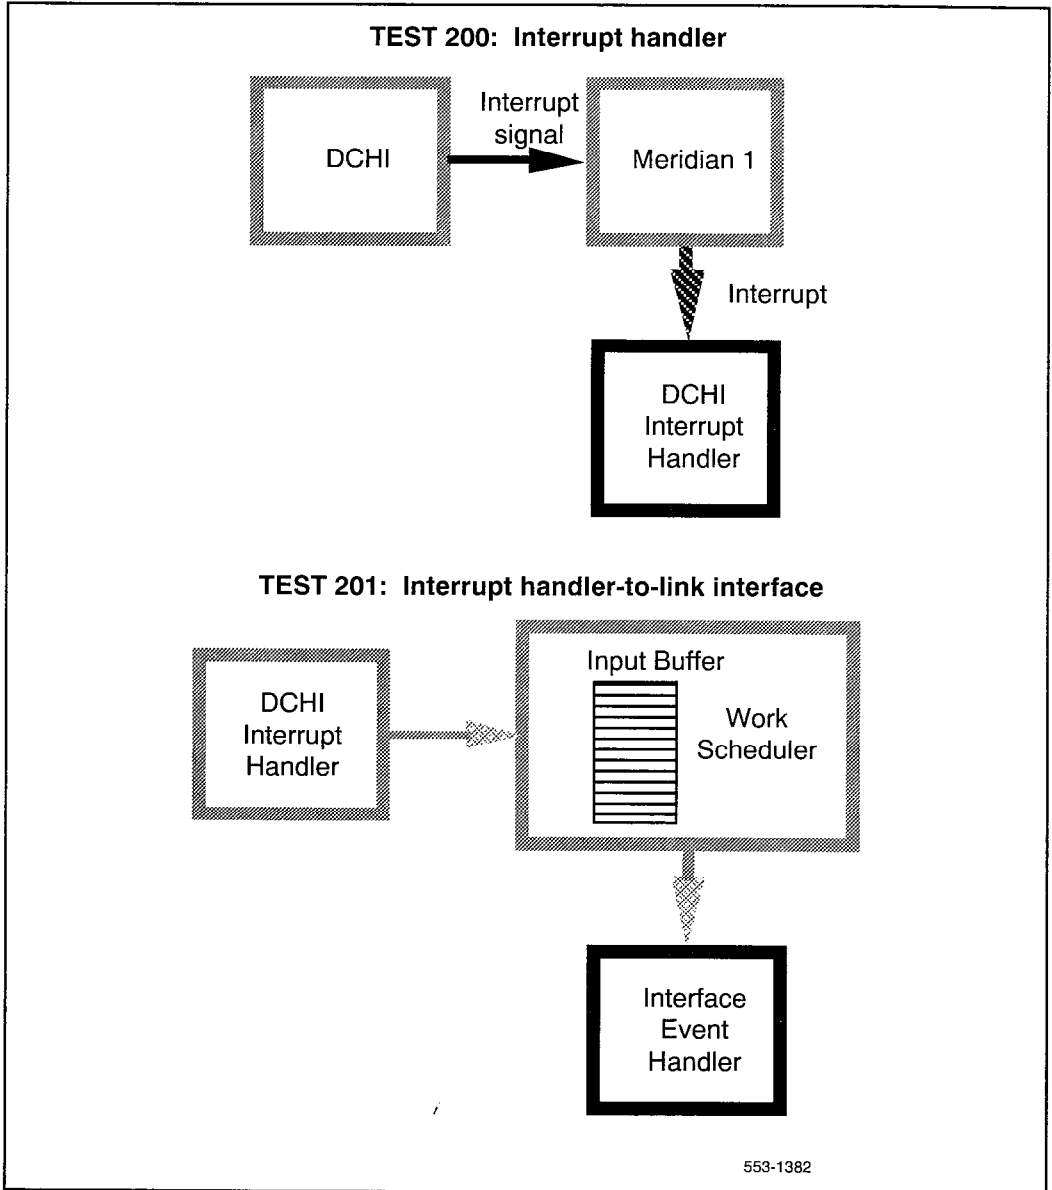 TEST 200: Interrupt handler
DCHI
Interrupt
signal
Meridian 1
Interrupt
DCHI
Interrupt
Handler
TEST 201: Interrupt handler-to-link interface
DCHI
Interrupt
Handler
Input Buffer
Work
Scheduler
Interface
Event
Handler
553-1382